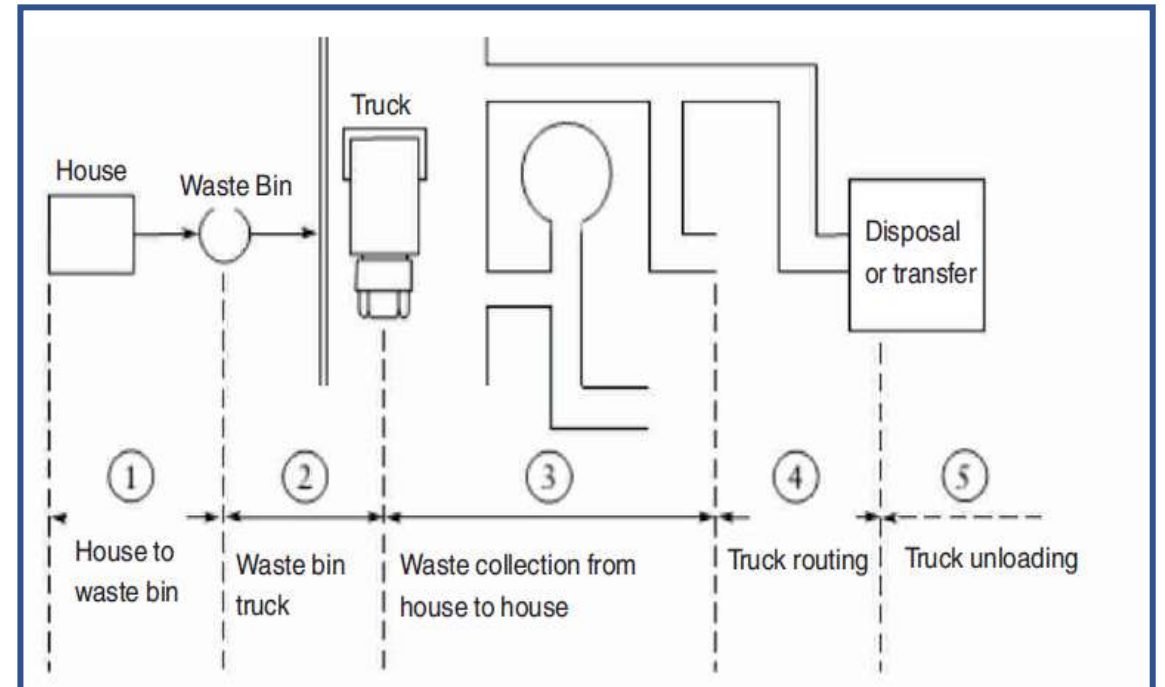 Truck
House
Waste Bin
Disposal
or transfer
1
2
3
4
5
House to
waste bin
Waste bin
truck
Waste collection from
house to house
Truck routing
Truck unloading